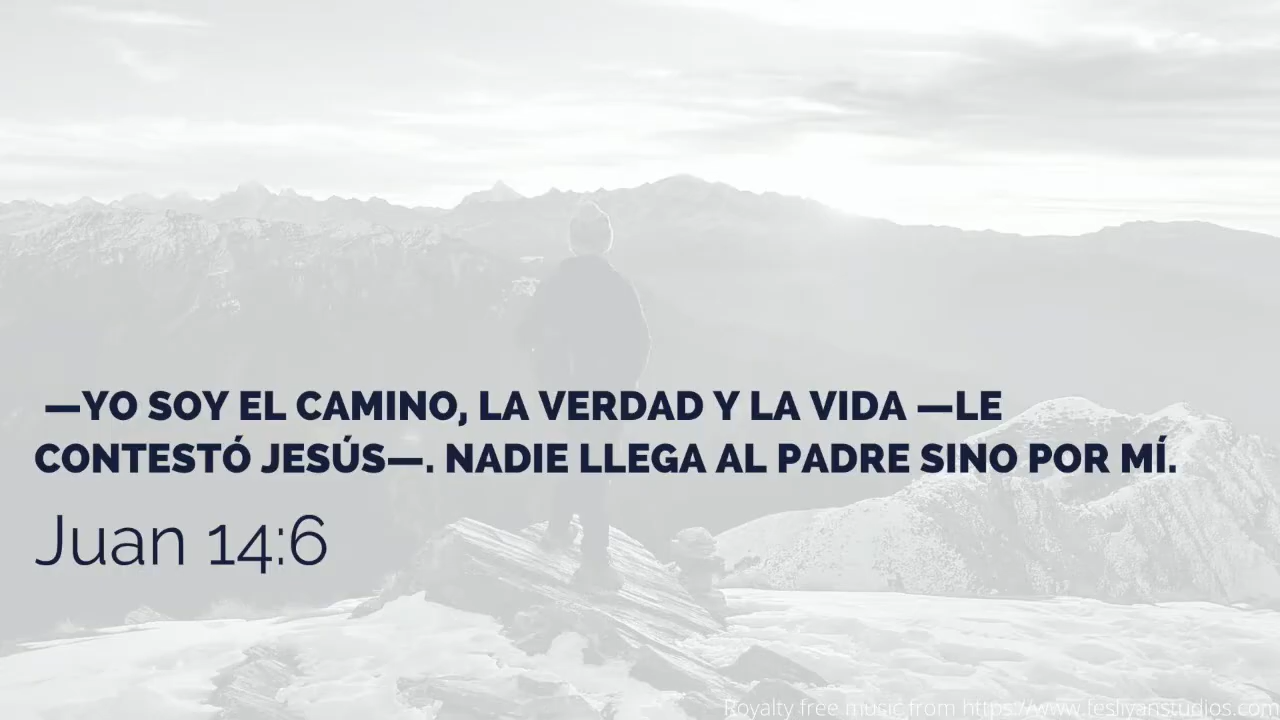 —YO SOY EL CAMINO, LA VERDAD Y LA VIDA —LE
CONTESTÓ JESÚS—. NADIE LLEGA AL PADRE SINO POR MÍ.
Juan 14:6
Royalty free music from https://www.fesliyanstudios.com